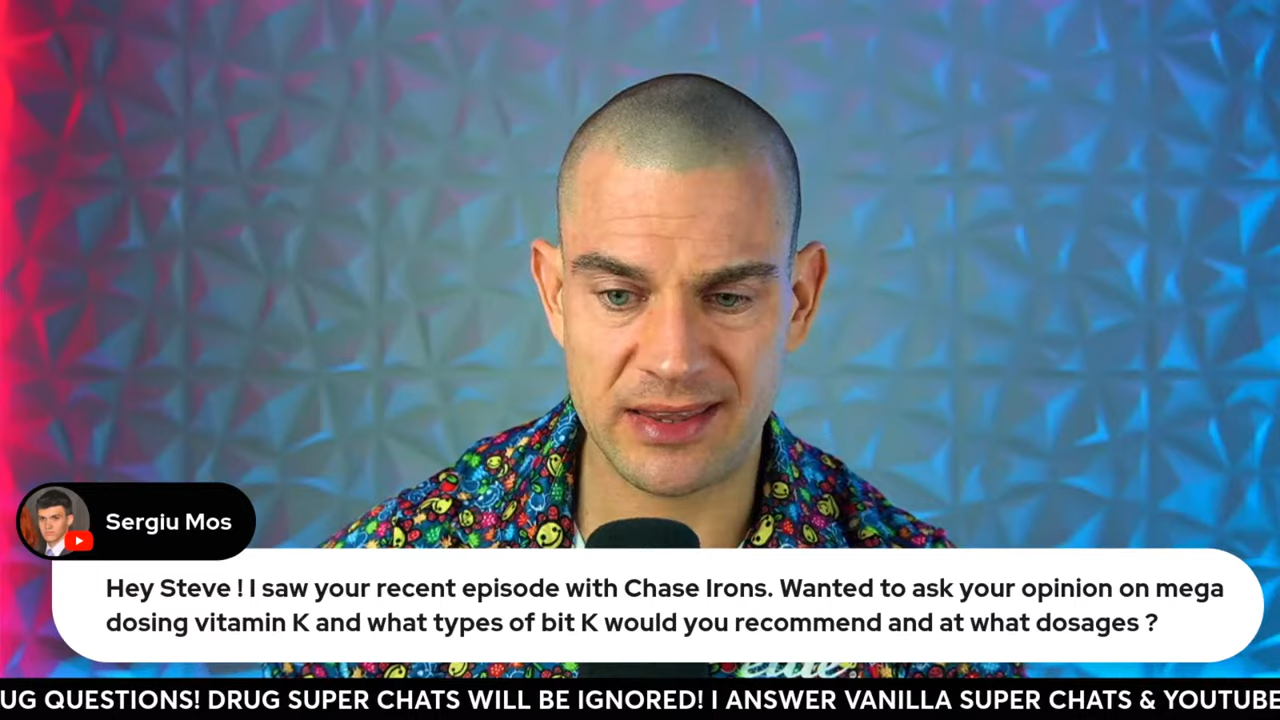 Sergiu Mos
Hey Steve ! I saw your recent episode with Chase Irons. Wanted to ask your opinion on mega
dosing vitamin K and what types of bit K would you recommend and at what dosages ?
elite
UG QUESTIONS! DRUG SUPER CHATS WILL BE IGNORED! I ANSWER VANILLA SUPER CHATS & YOUTUBE